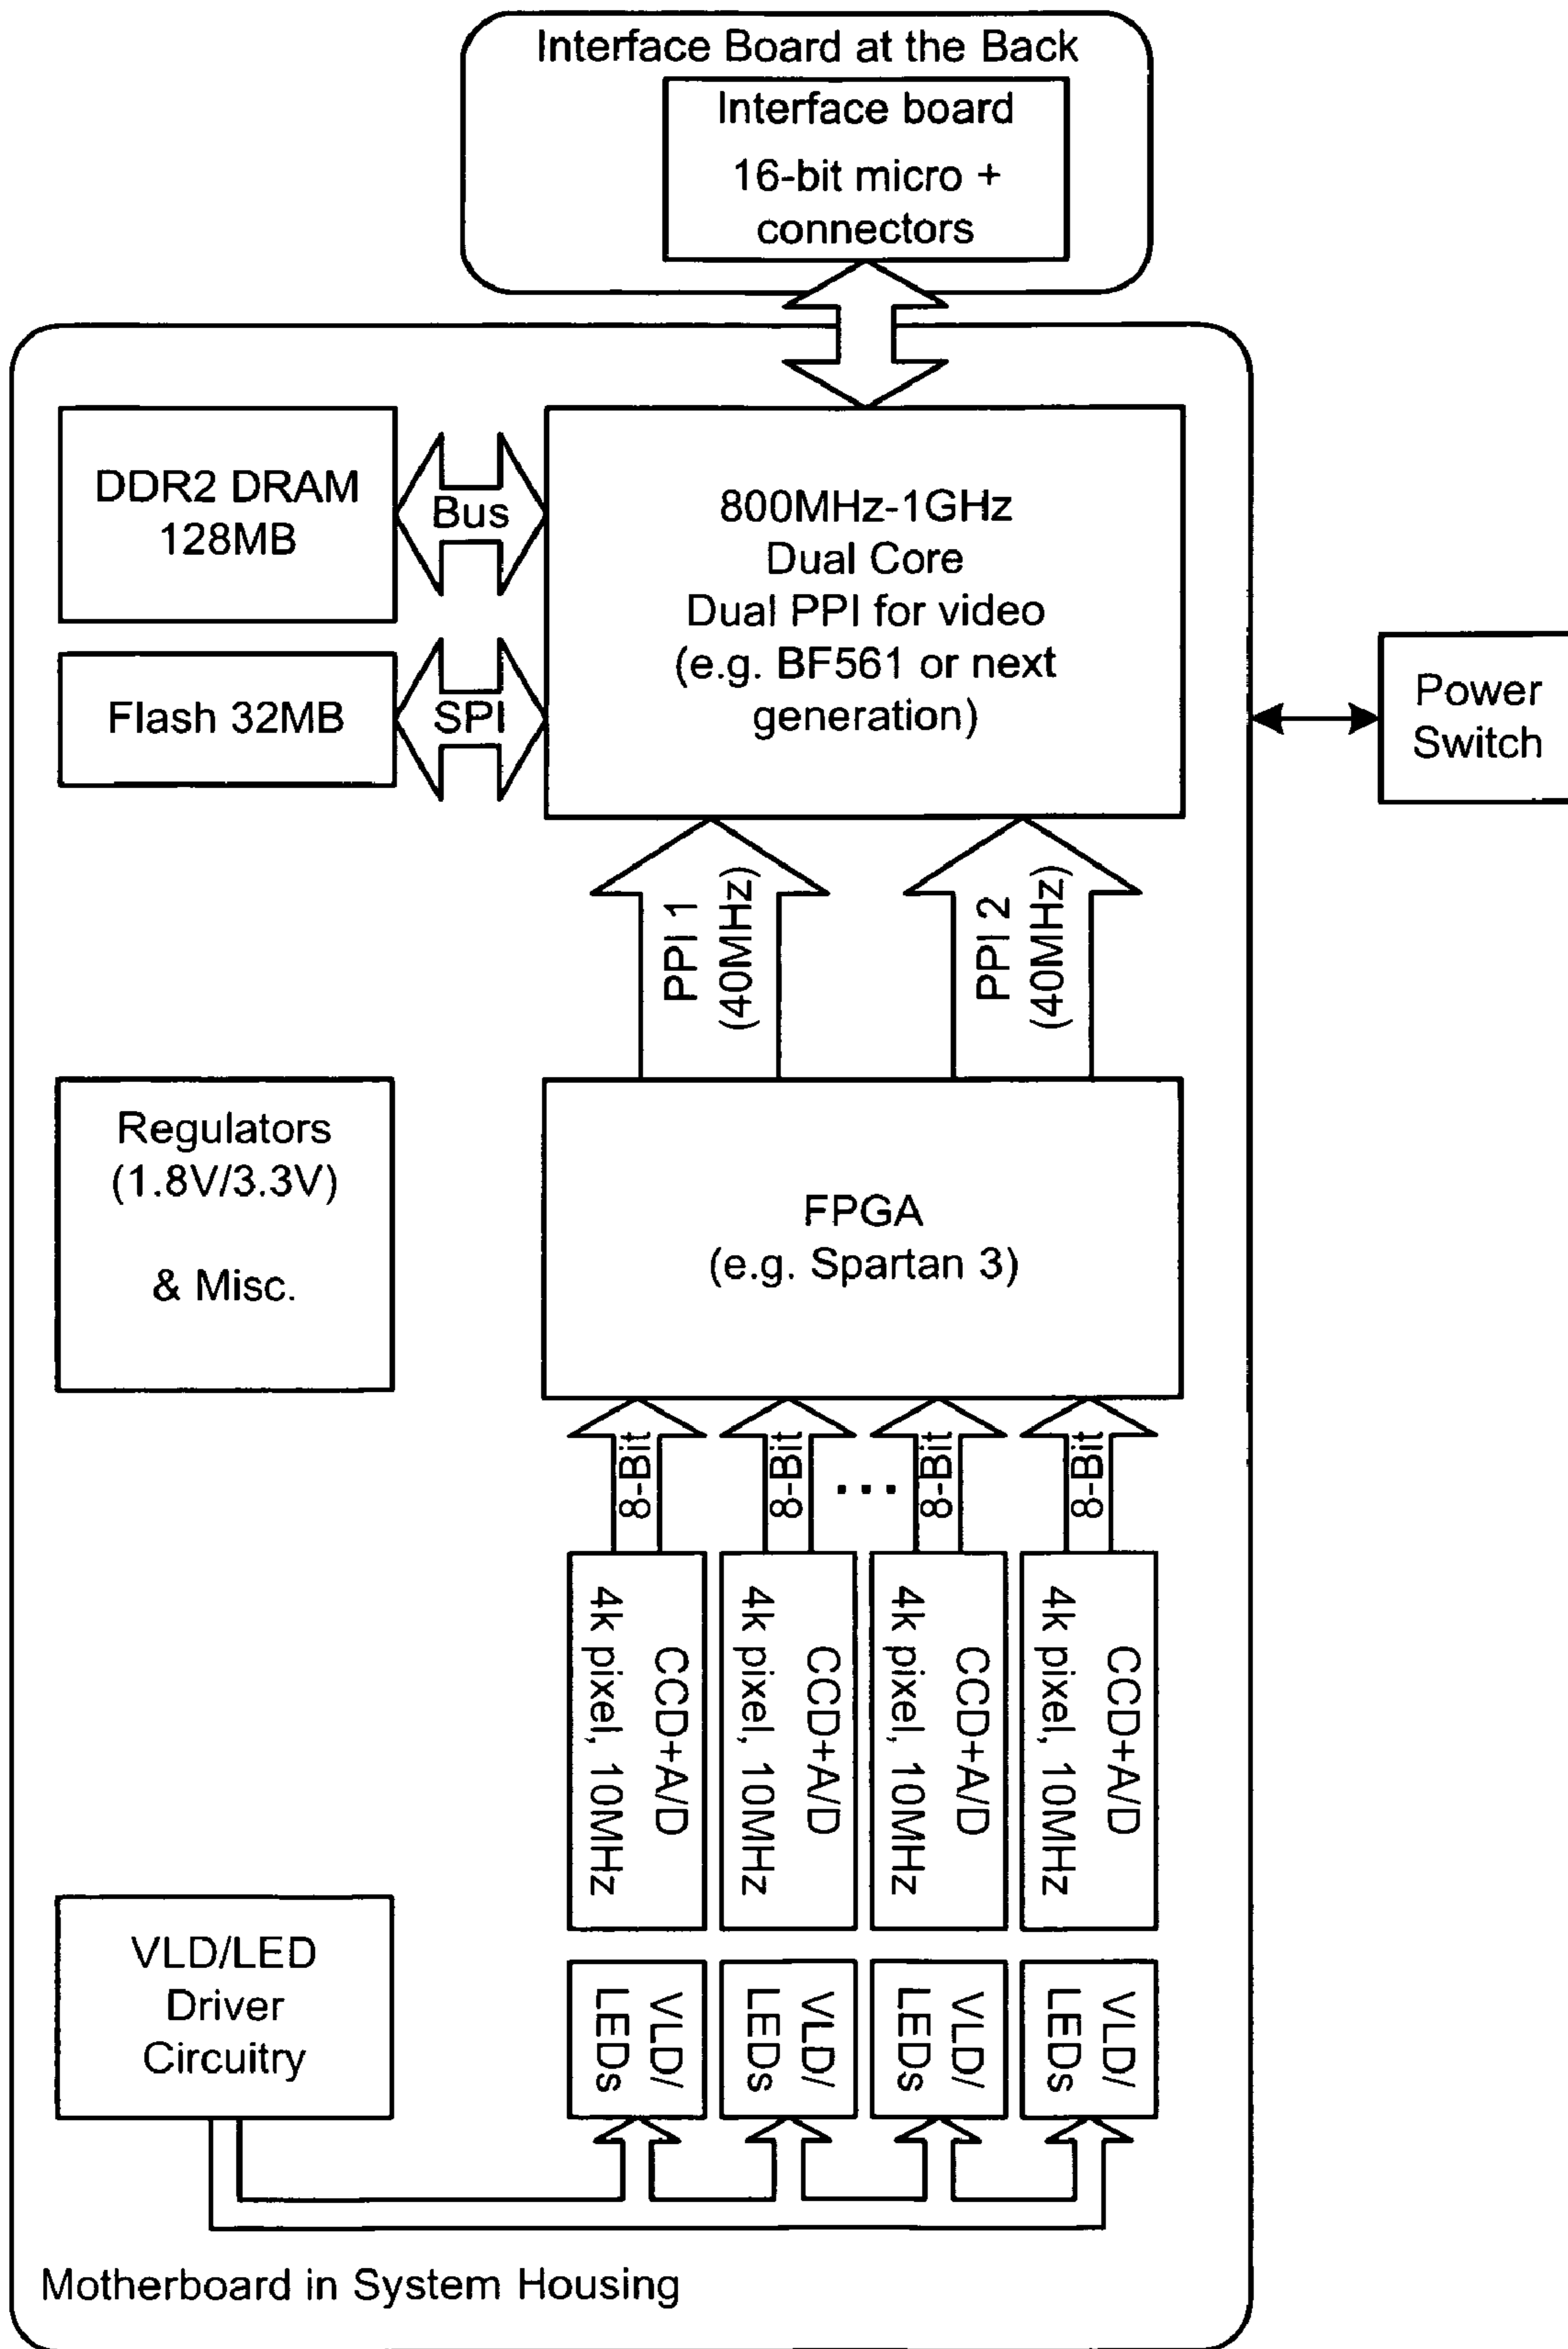 Interface Board at the Back
Interface board
16-bit micro +
connectors
DDR2 DRAM
128MB
Bus
800MHz-1GHz
Dual Core
Dual PPI for video
(e.g. BF561 or next
generation)
Flash 32MB
SPI
Power
Switch
PPI 1
(40MHz)
PPI 2
(40MHz)
Regulators
(1.8V/3.3V)
& Misc.
FPGA
(e.g. Spartan 3)
8-Bit
8-Bit
...
8-Bit
8-Bit
CCD+A/D
4k pixel, 10MHz
CCD+A/D
4k pixel, 10MHz
CCD+A/D
4k pixel, 10MHz
CCD+A/D
4k pixel, 10MHz
VLD/LED
Driver
Circuitry
VLD/
LEDs
VLD/
LEDs
VLD/
LEDs
VLD/
LEDs
Motherboard in System Housing